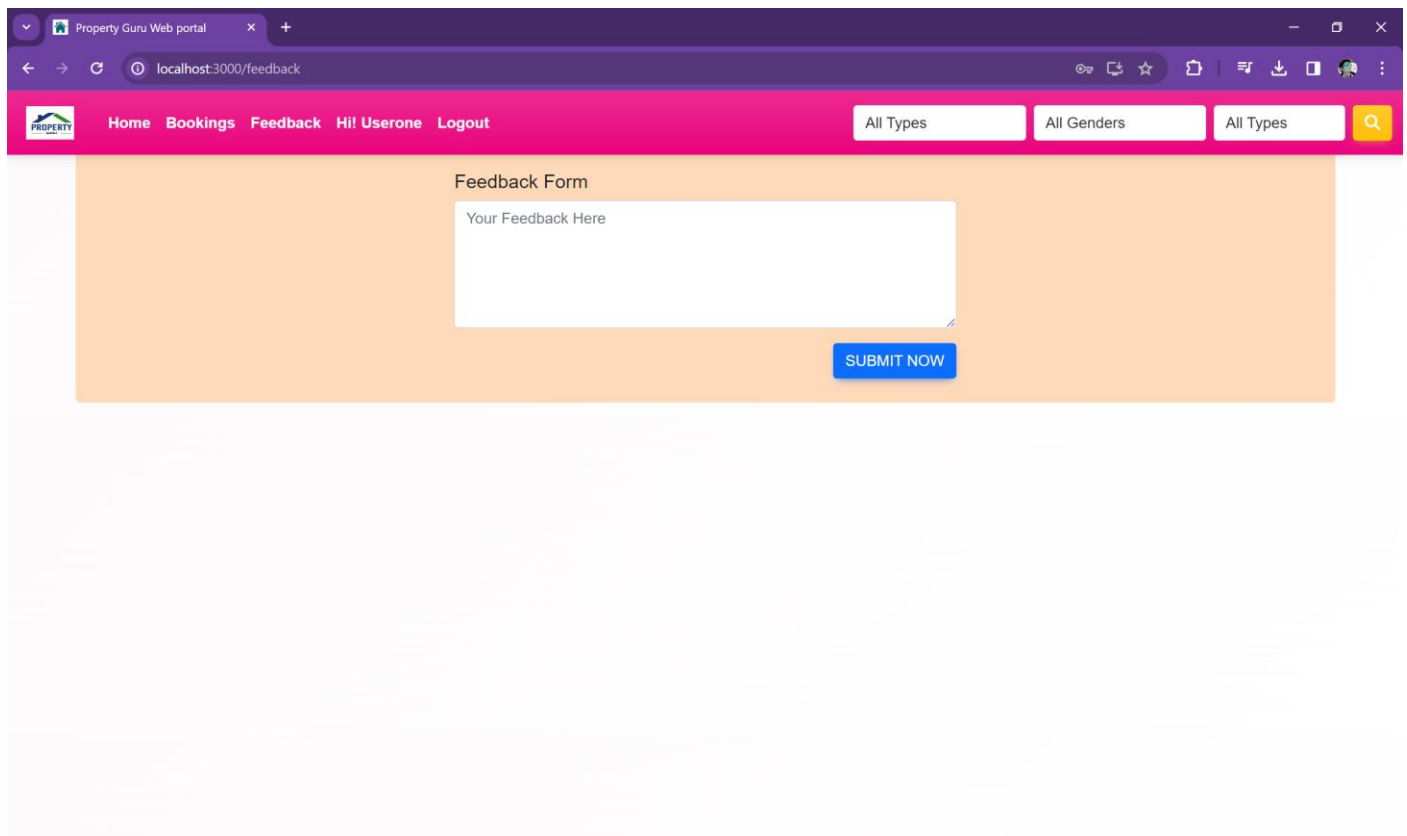 Property Guru Web portal
localhost:3000/feedback
PROPERTY
Home Bookings Feedback Hi! Userone Logout
All Types
All Genders
All Types
Feedback Form
Your Feedback Here
SUBMIT NOW